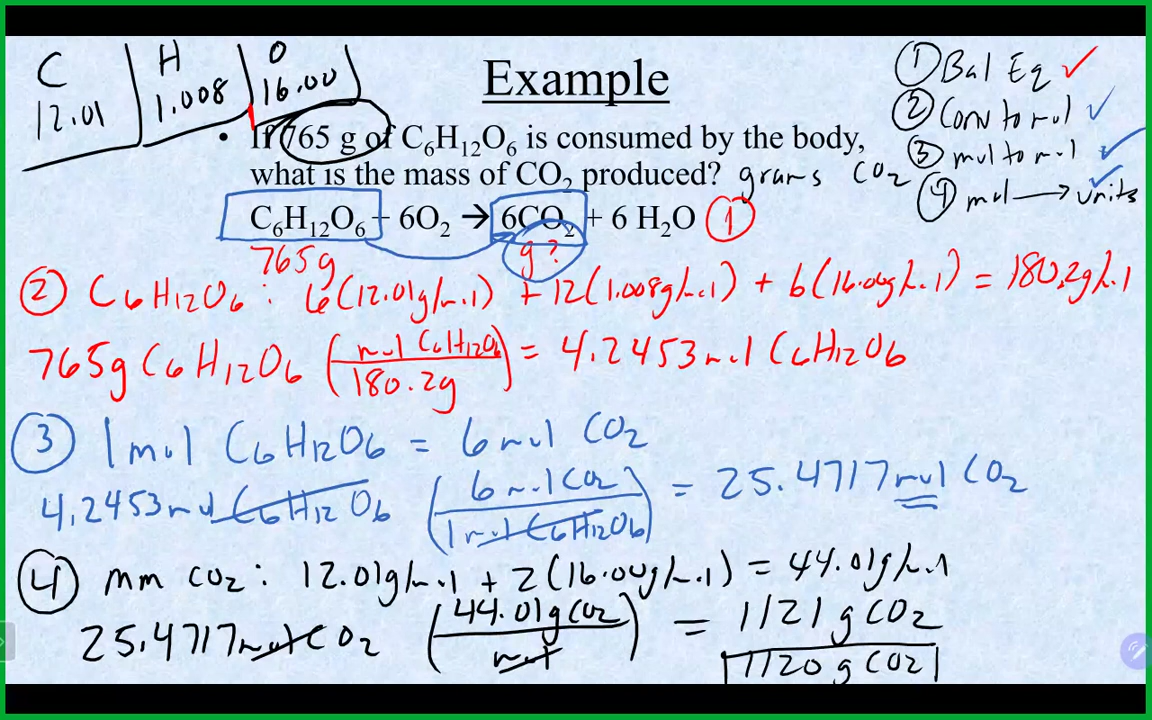 C H O
12.01 1.008 16.00
Example
① Bal Eq ✓
② Conv to mol ✓
③ mol to mol ✓
④ mol → units ✓
• If 765 g of C₆H₁₂O₆ is consumed by the body,
what is the mass of CO₂ produced? grams CO₂
C₆H₁₂O₆ + 6O₂ → 6CO₂ + 6 H₂O ①
765g g?
② C6H12O6 : 6(12.01g/mol) + 12(1.008g/mol) + 6(16.00g/mol) = 180.2g/mol
765g C6H12O6 (mol C6H12O6 / 180.2g) = 4.2453 mol C6H12O6
③ 1 mol C6H12O6 = 6 mol CO2
4.2453 mol C6H12O6 (6 mol CO2 / 1 mol C6H12O6) = 25.4717 mol CO2
④ mm CO2 : 12.01g/mol + 2(16.00g/mol) = 44.01g/mol
25.4717 mol CO2 (44.01g CO2 / mol) = 1121 g CO2
1120 g CO2